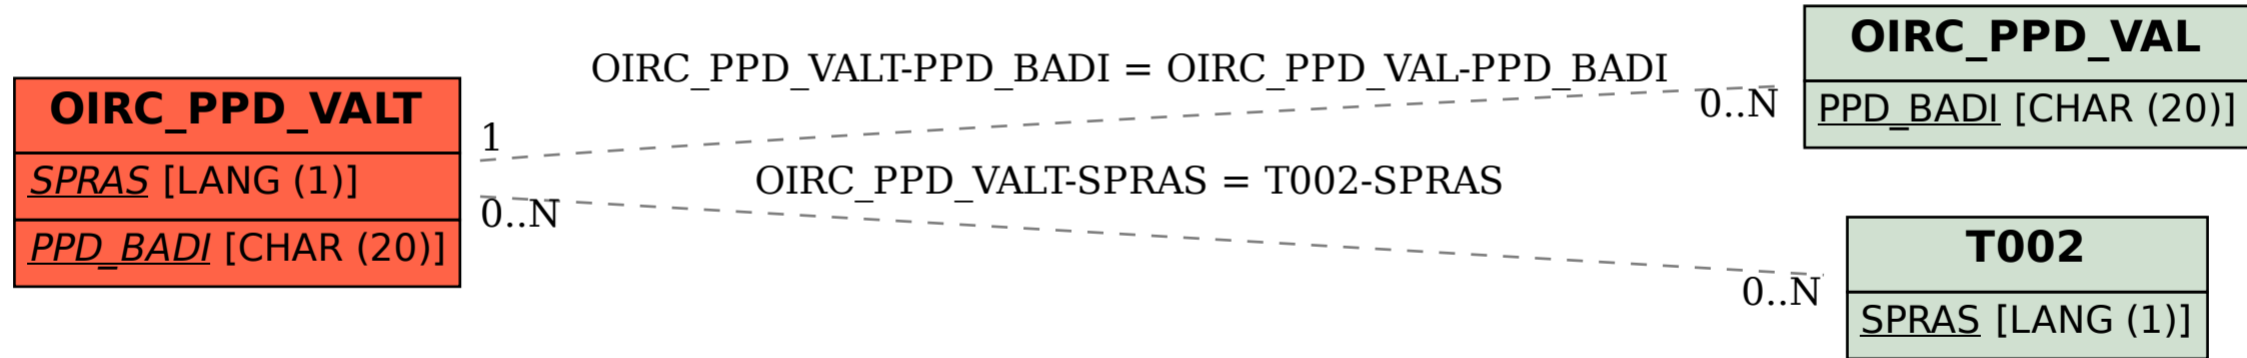 OIRC_PPD_VALT
SPRAS [LANG (1)]
PPD_BADI [CHAR (20)]
OIRC_PPD_VALT-PPD_BADI = OIRC_PPD_VAL-PPD_BADI
1
0..N
OIRC_PPD_VALT-SPRAS = T002-SPRAS
0..N
0..N
OIRC_PPD_VAL
PPD_BADI [CHAR (20)]
T002
SPRAS [LANG (1)]